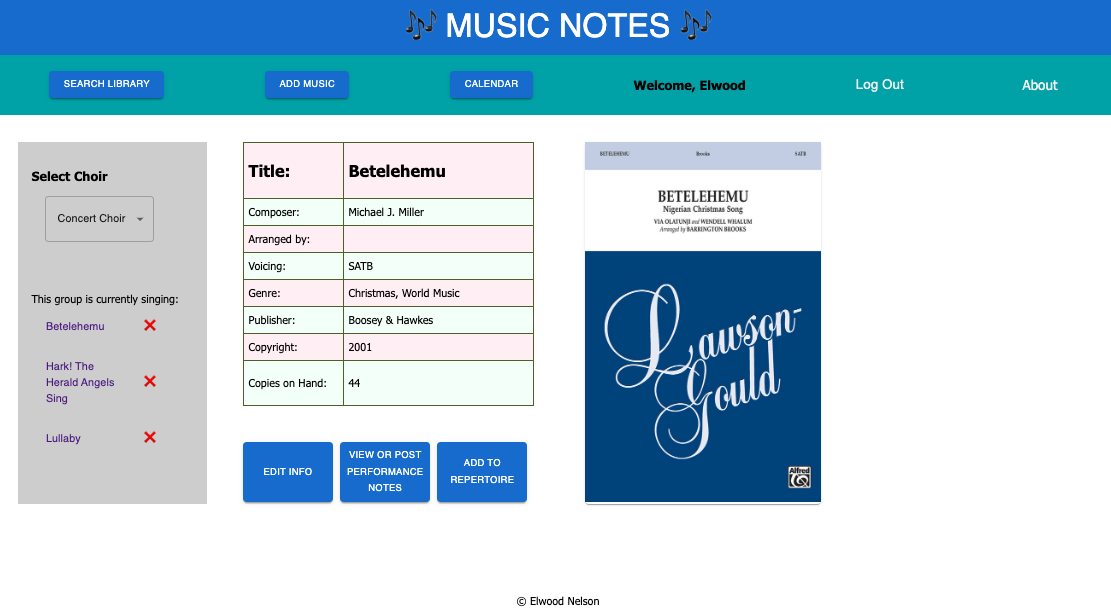 🎶 MUSIC NOTES 🎶
SEARCH LIBRARY
ADD MUSIC
CALENDAR
Welcome, Elwood
Log Out
About
Select Choir
Concert Choir
This group is currently singing:
Betelehemu ❌
Hark! The
Herald Angels ❌
Sing
Lullaby ❌
Title: Betelehemu
Composer: Michael J. Miller
Arranged by:
Voicing: SATB
Genre: Christmas, World Music
Publisher: Boosey & Hawkes
Copyright: 2001
Copies on Hand: 44
EDIT INFO
VIEW OR POST
PERFORMANCE
NOTES
ADD TO
REPERTOIRE
BETELEHEMU Brooks SATB
BETELEHEMU
Nigerian Christmas Song
VIA OLATUNJI and WENDELL WHALUM
Arranged by BARRINGTON BROOKS
Lawson-
Gould
Alfred
© Elwood Nelson